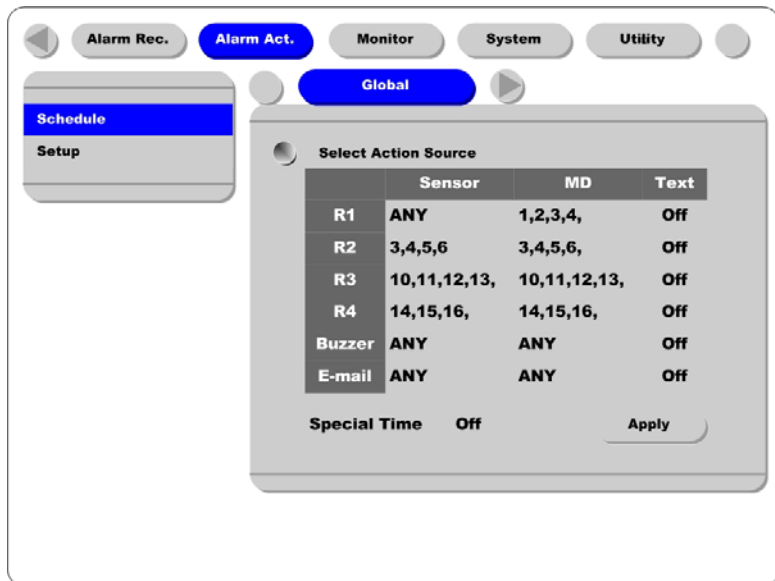 Alarm Rec. Alarm Act. Monitor System Utility
Global
Schedule
Setup
Select Action Source
Sensor MD Text
R1 ANY 1,2,3,4, Off
R2 3,4,5,6 3,4,5,6, Off
R3 10,11,12,13, 10,11,12,13, Off
R4 14,15,16, 14,15,16, Off
Buzzer ANY ANY Off
E-mail ANY ANY Off
Special Time Off Apply